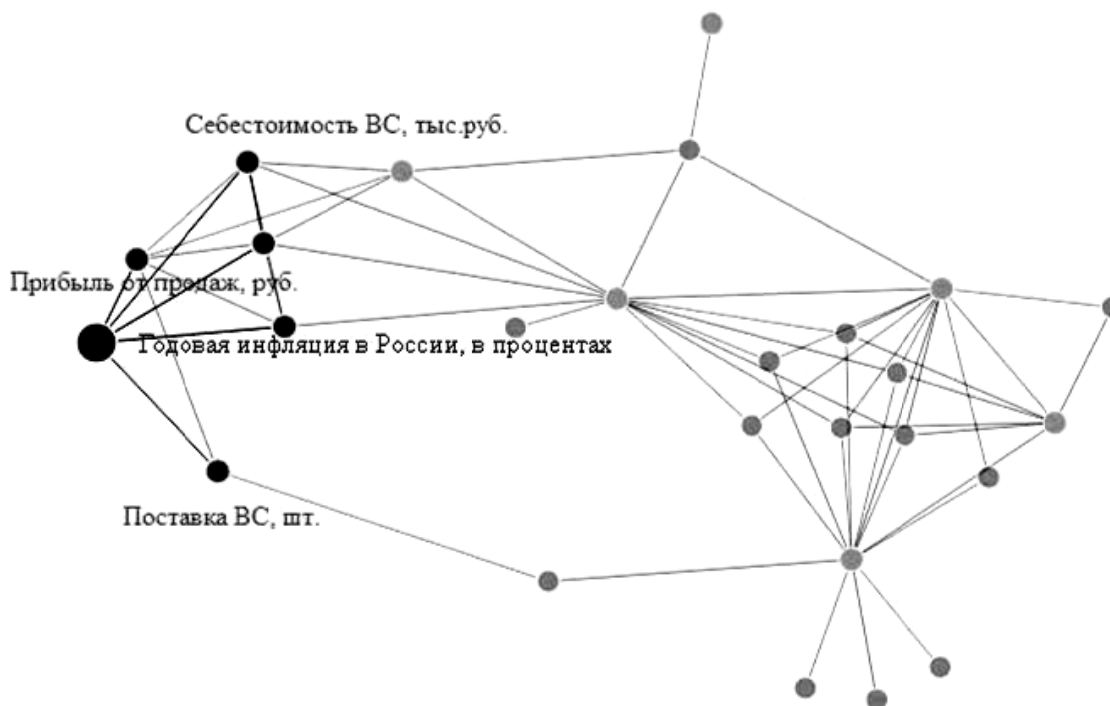 Себестоимость ВС, тыс.руб.
Прибыль от продаж, руб.
Годовая инфляция в России, в процентах
Поставка ВС, шт.